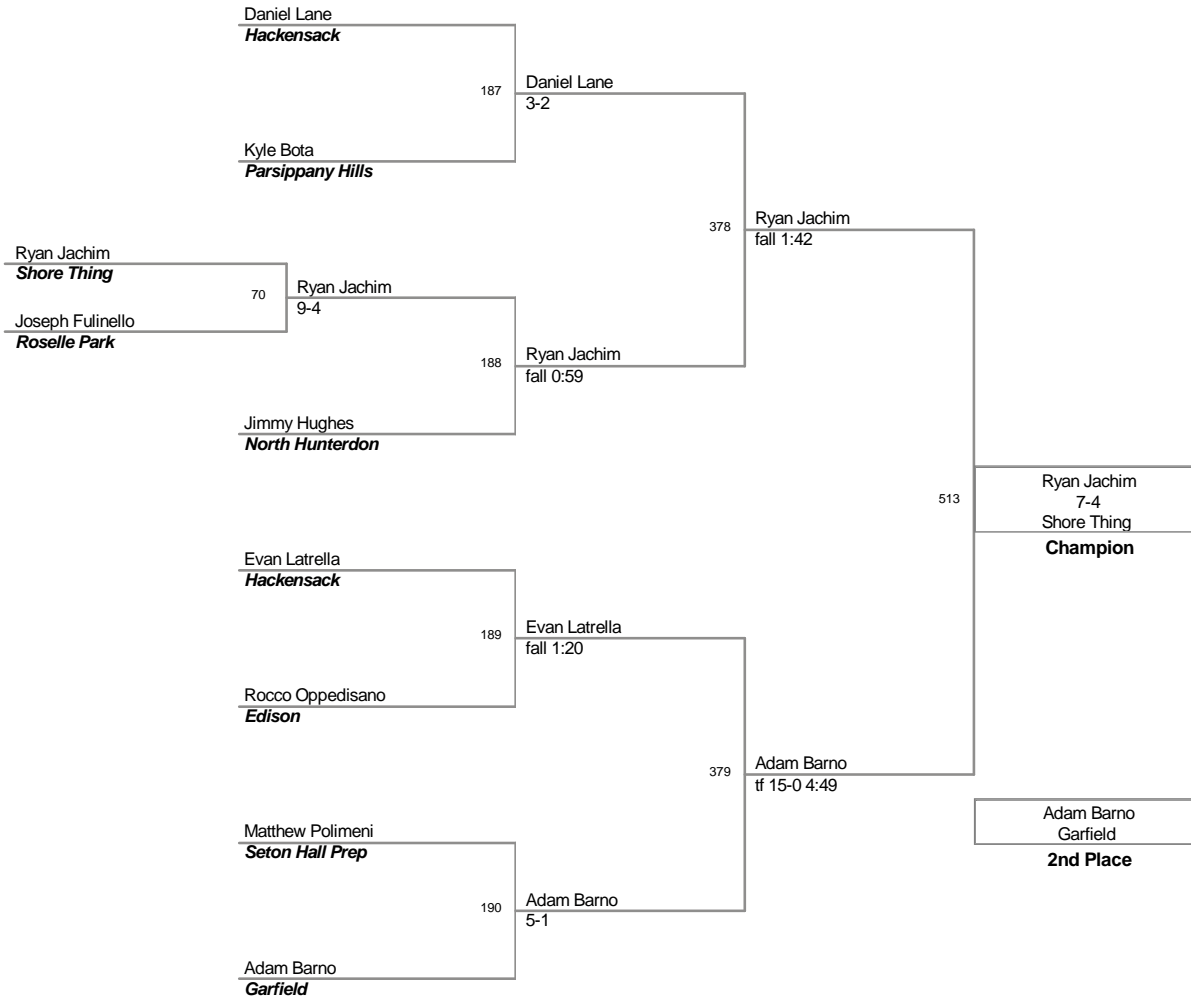 Daniel Lane
Hackensack
187
Daniel Lane
3-2
Kyle Bota
Parsippany Hills
378
Ryan Jachim
fall 1:42
Ryan Jachim
Shore Thing
70
Ryan Jachim
9-4
Joseph Fulinello
Roselle Park
188
Ryan Jachim
fall 0:59
Jimmy Hughes
North Hunterdon
513
Ryan Jachim
7-4
Shore Thing
Champion
Evan Latrella
Hackensack
189
Evan Latrella
fall 1:20
Rocco Oppedisano
Edison
379
Adam Barno
tf 15-0 4:49
Adam Barno
Garfield
2nd Place
Matthew Polimeni
Seton Hall Prep
190
Adam Barno
5-1
Adam Barno
Garfield